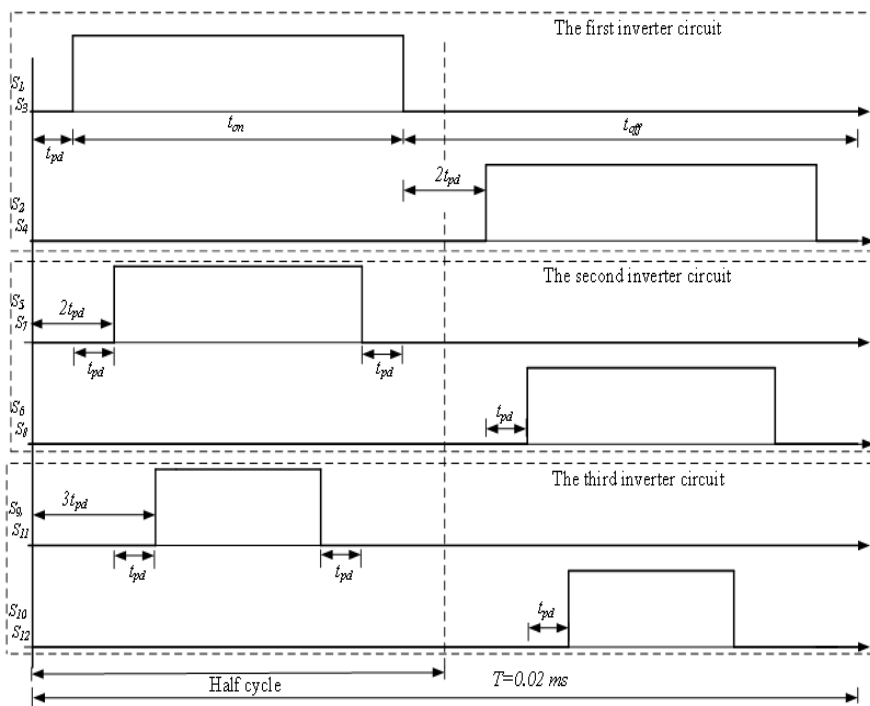 The first inverter circuit
S1,
S3
tpd
ton
toff
2tpd
S2
S4
The second inverter circuit
S5
S7
2tpd
tpd
tpd
S6
S8
tpd
The third inverter circuit
S9,
S11
3tpd
tpd
tpd
S10
S12
tpd
Half cycle
T=0.02 ms